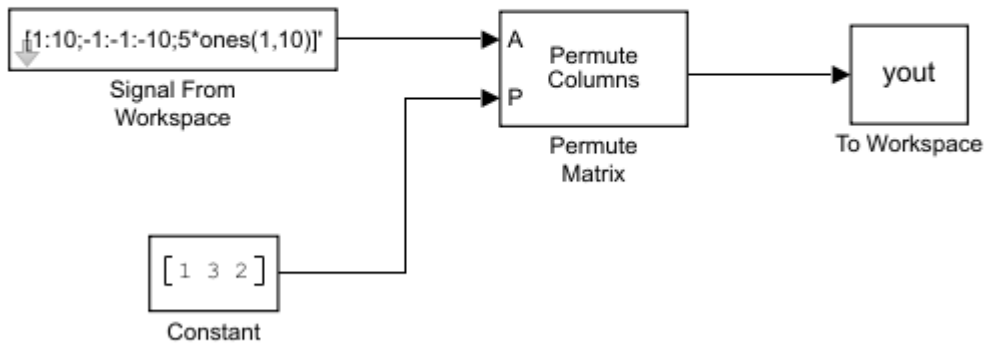 [1:10;-1:-1:-10;5*ones(1,10)]'
Signal From
Workspace
A
P
Permute
Columns
Permute
Matrix
yout
To Workspace
[1 3 2]
Constant